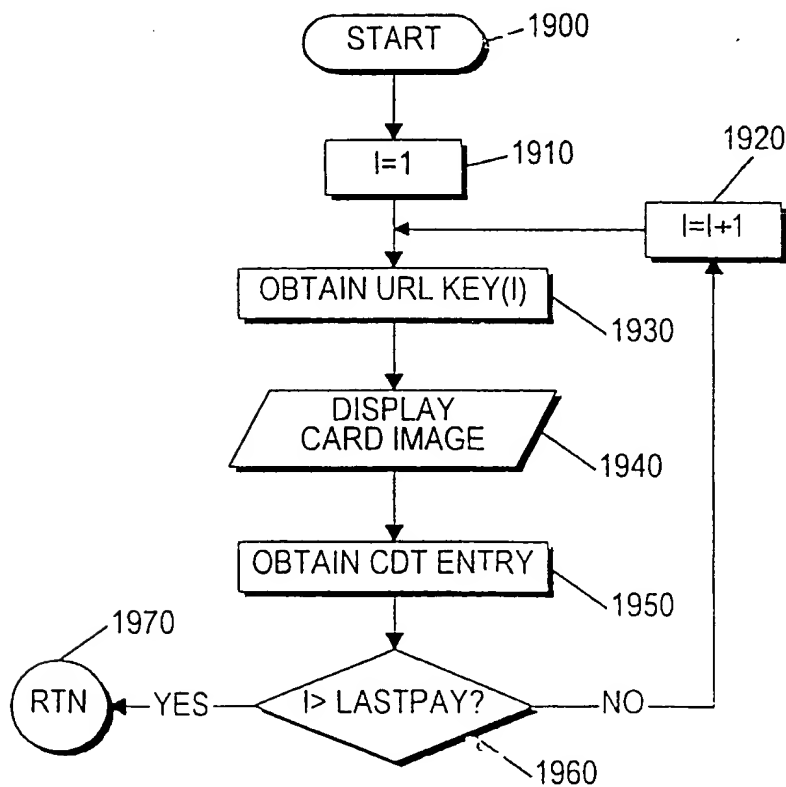 START
1900
I=1
1910
1920
I=I+1
OBTAIN URL KEY(I)
1930
DISPLAY
CARD IMAGE
1940
OBTAIN CDT ENTRY
1950
1970
RTN
YES
I> LASTPAY?
NO
1960